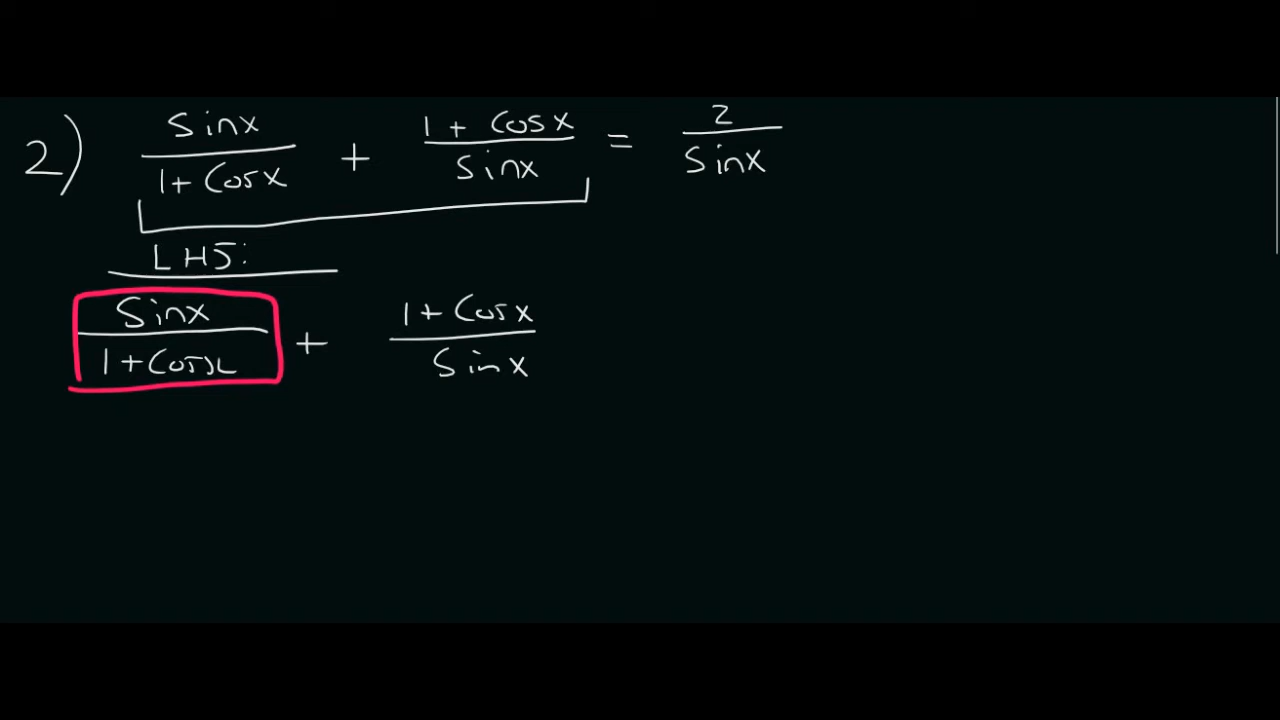 2) Sinx/1+Cosx + 1+Cosx/Sinx = 2/Sinx
LHS:
Sinx/1+Cosx + 1+Cosx/Sinx